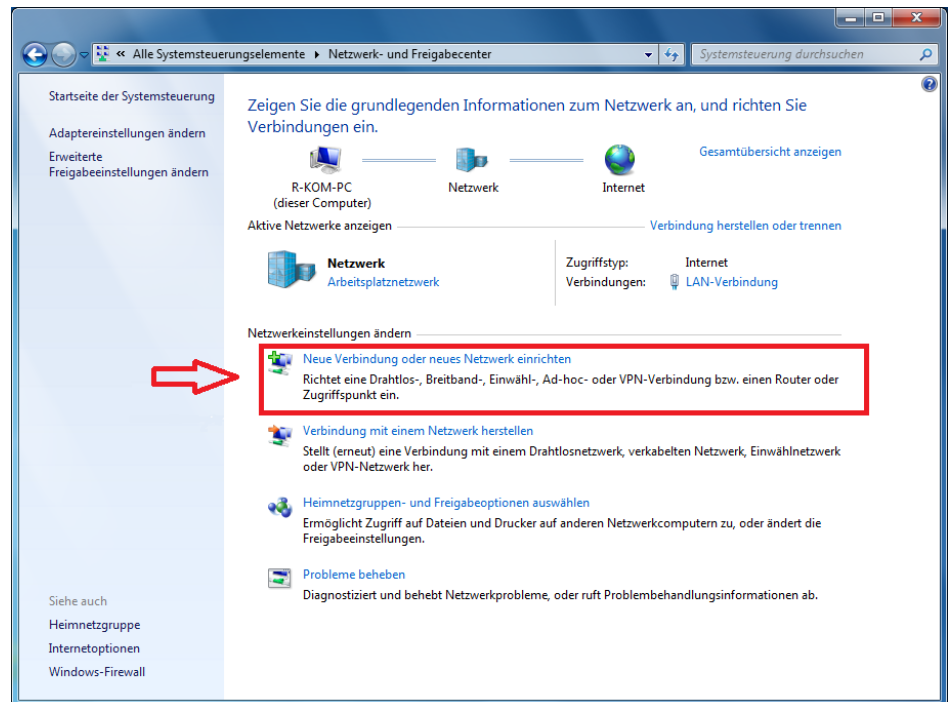 « Alle Systemsteuerungselemente ▸ Netzwerk- und Freigabecenter
Systemsteuerung durchsuchen
Startseite der Systemsteuerung
Adaptereinstellungen ändern
Erweiterte
Freigabeeinstellungen ändern
Zeigen Sie die grundlegenden Informationen zum Netzwerk an, und richten Sie
Verbindungen ein.
Gesamtübersicht anzeigen
R-KOM-PC
(dieser Computer)
Netzwerk
Internet
Aktive Netzwerke anzeigen
Verbindung herstellen oder trennen
Netzwerk
Arbeitsplatznetzwerk
Zugriffstyp: Internet
Verbindungen: LAN-Verbindung
Netzwerkeinstellungen ändern
Neue Verbindung oder neues Netzwerk einrichten
Richtet eine Drahtlos-, Breitband-, Einwähl-, Ad-hoc- oder VPN-Verbindung bzw. einen Router oder
Zugriffspunkt ein.
Verbindung mit einem Netzwerk herstellen
Stellt (erneut) eine Verbindung mit einem Drahtlosnetzwerk, verkabelten Netzwerk, Einwählnetzwerk
oder VPN-Netzwerk her.
Heimnetzgruppen- und Freigabeoptionen auswählen
Ermöglicht Zugriff auf Dateien und Drucker auf anderen Netzwerkcomputern zu, oder ändert die
Freigabeeinstellungen.
Probleme beheben
Diagnostiziert und behebt Netzwerkprobleme, oder ruft Problembehandlungsinformationen ab.
Siehe auch
Heimnetzgruppe
Internetoptionen
Windows-Firewall